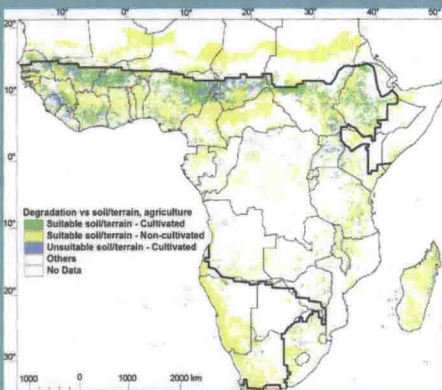 20° 10° 0° 10° 20° 30° 40° 50°
20°
10°
0°
10°
20°
30°
Degradation vs soil/terrain, agriculture
Suitable soil/terrain - Cultivated
Suitable soil/terrain - Non-cultivated
Unsuitable soil/terrain - Cultivated
Others
No Data
1000 0 1000 2000 km